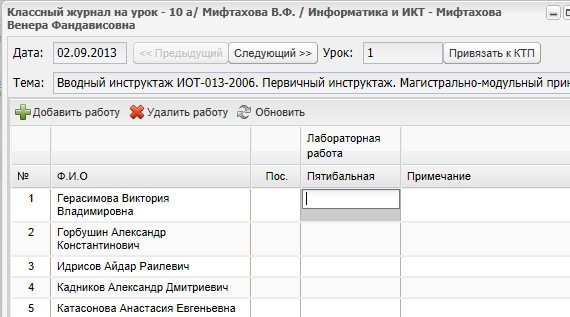 Классный журнал на урок - 10 а/ Мифтахова В.Ф. / Информатика и ИКТ - Мифтахова
Венера Фандависовна
Дата: 02.09.2013 << Предыдущий Следующий >> Урок: 1 Привязать к КТП
Тема: Вводный инструктаж ИОТ-013-2006. Первичный инструктаж. Магистрально-модульный прин
Добавить работу Удалить работу Обновить
Лабораторная
работа
№ Ф.И.О Пос. Пятибальная Примечание
1 Герасимова Виктория
Владимировна
2 Горбушин Александр
Константинович
3 Идрисов Айдар Раилевич
4 Кадников Александр Дмитриевич
5 Катасонова Анастасия Евгеньевна